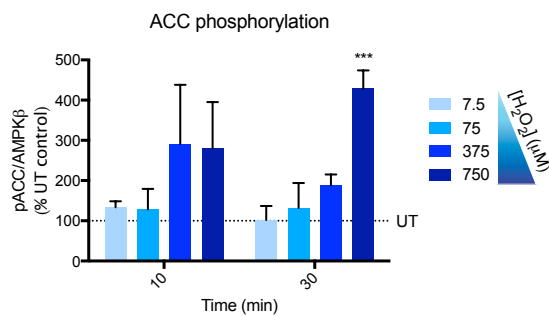 ACC phosphorylation
pACC/AMPKβ
(% UT control)
500
400
300
200
100
0
***
UT
10
30
Time (min)
7.5
75
375
750
[H₂O₂] (μM)